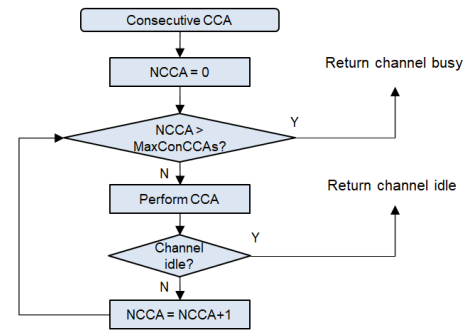 Consecutive CCA
NCCA = 0
Return channel busy
NCCA >
MaxConCCAs?
Y
N
Perform CCA
Return channel idle
Channel
idle?
Y
N
NCCA = NCCA+1